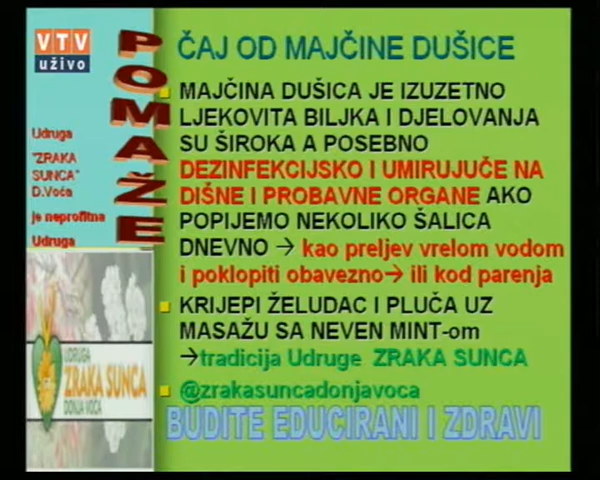 VTV
uživo
POMAŽE
Udruga
"ZRAKA
SUNCA"
D.Voća
je neprofitna
Udruga
UDRUGA
ZRAKA SUNCA
DONJA VOĆA
ČAJ OD MAJČINE DUŠICE
MAJČINA DUŠICA JE IZUZETNO
LJEKOVITA BILJKA I DJELOVANJA
SU ŠIROKA A POSEBNO
DEZINFEKCIJSKO I UMIRUJUČE NA
DIŠNE I PROBAVNE ORGANE AKO
POPIJEMO NEKOLIKO ŠALICA
DNEVNO → kao preljev vrelom vodom
i poklopiti obavezno→ ili kod parenja
KRIJEPI ŽELUDAC I PLUČA UZ
MASAŽU SA NEVEN MINT-om
→tradicija Udruge ZRAKA SUNCA
@zrakasuncadonjavoca
BUDITE EDUCIRANI I ZDRAVI